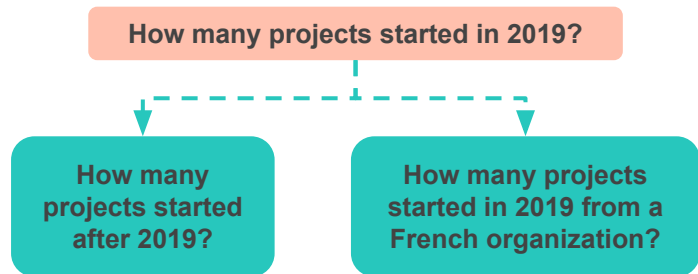 How many projects started in 2019?
How many
projects started
after 2019?
How many projects
started in 2019 from a
French organization?